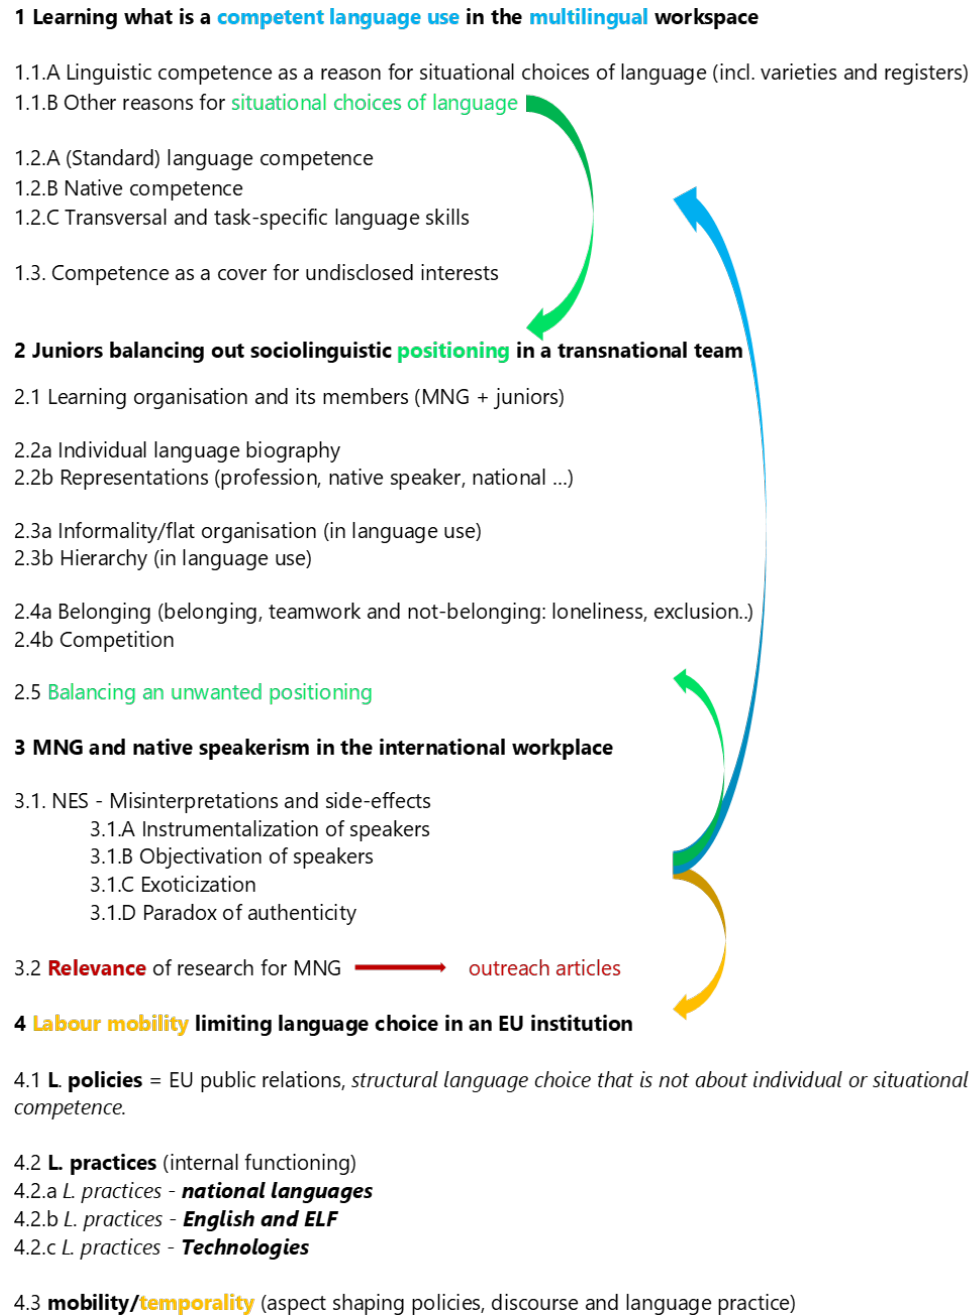 1 Learning what is a competent language use in the multilingual workspace
1.1.A Linguistic competence as a reason for situational choices of language (incl. varieties and registers)
1.1.B Other reasons for situational choices of language
1.2.A (Standard) language competence
1.2.B Native competence
1.2.C Transversal and task-specific language skills
1.3. Competence as a cover for undisclosed interests
2 Juniors balancing out sociolinguistic positioning in a transnational team
2.1 Learning organisation and its members (MNG + juniors)
2.2a Individual language biography
2.2b Representations (profession, native speaker, national ...)
2.3a Informality/flat organisation (in language use)
2.3b Hierarchy (in language use)
2.4a Belonging (belonging, teamwork and not-belonging: loneliness, exclusion..)
2.4b Competition
2.5 Balancing an unwanted positioning
3 MNG and native speakerism in the international workplace
3.1. NES - Misinterpretations and side-effects
3.1.A Instrumentalization of speakers
3.1.B Objectivation of speakers
3.1.C Exoticization
3.1.D Paradox of authenticity
3.2 Relevance of research for MNG outreach articles
4 Labour mobility limiting language choice in an EU institution
4.1 L. policies = EU public relations, structural language choice that is not about individual or situational
competence.
4.2 L. practices (internal functioning)
4.2.a L. practices - national languages
4.2.b L. practices - English and ELF
4.2.c L. practices - Technologies
4.3 mobility/temporality (aspect shaping policies, discourse and language practice)